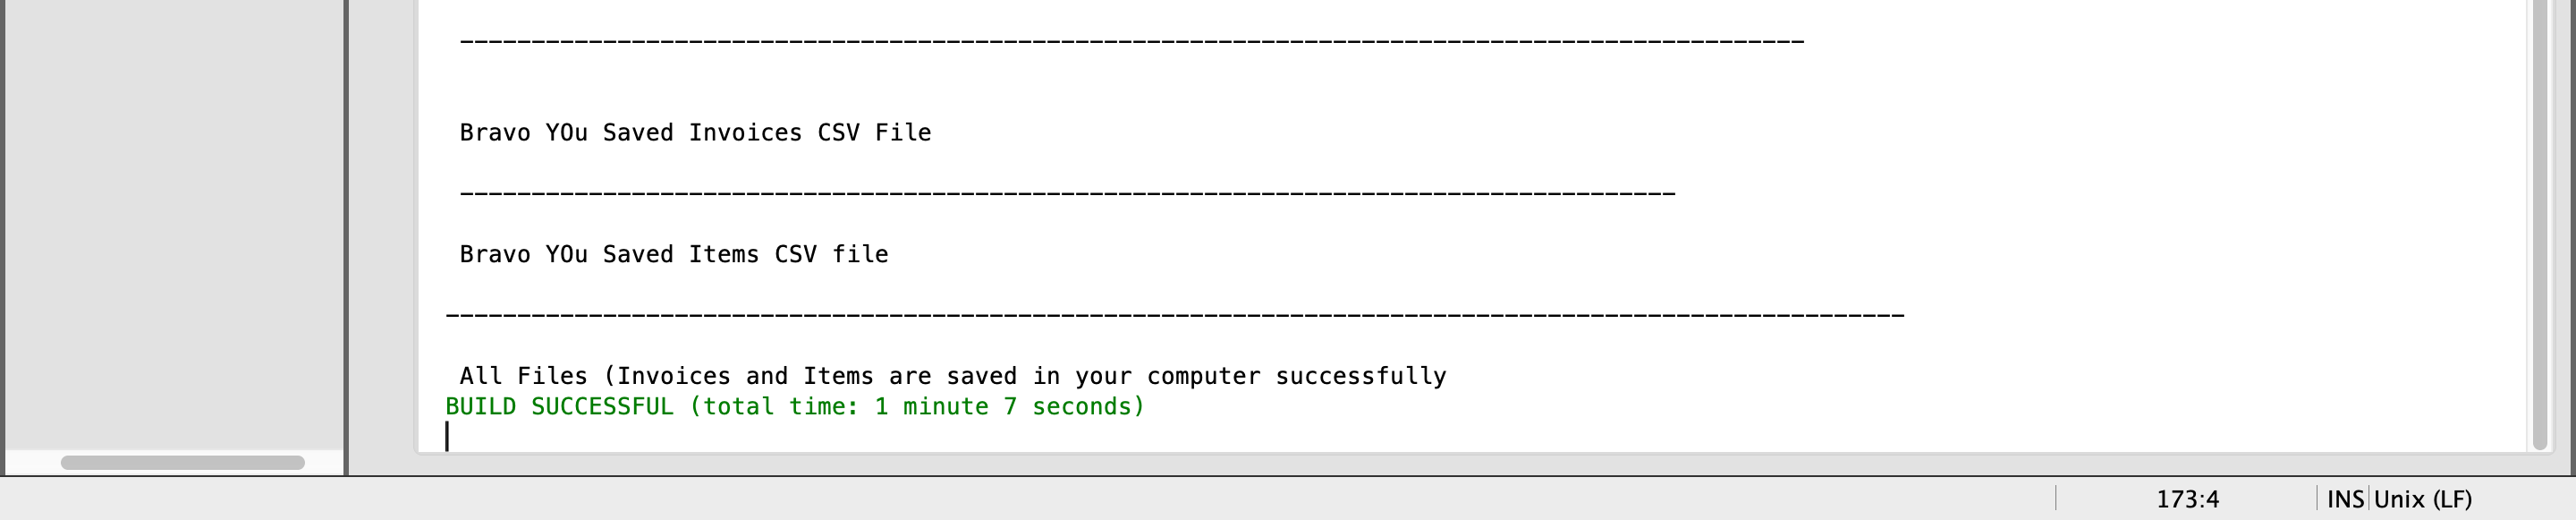 ----------------------------------------------------------------------------------------------
Bravo YOu Saved Invoices CSV File
-------------------------------------------------------------------------------------
Bravo YOu Saved Items CSV file
------------------------------------------------------------------------------------------------------
All Files (Invoices and Items are saved in your computer successfully
BUILD SUCCESSFUL (total time: 1 minute 7 seconds)
173:4 INS Unix (LF)